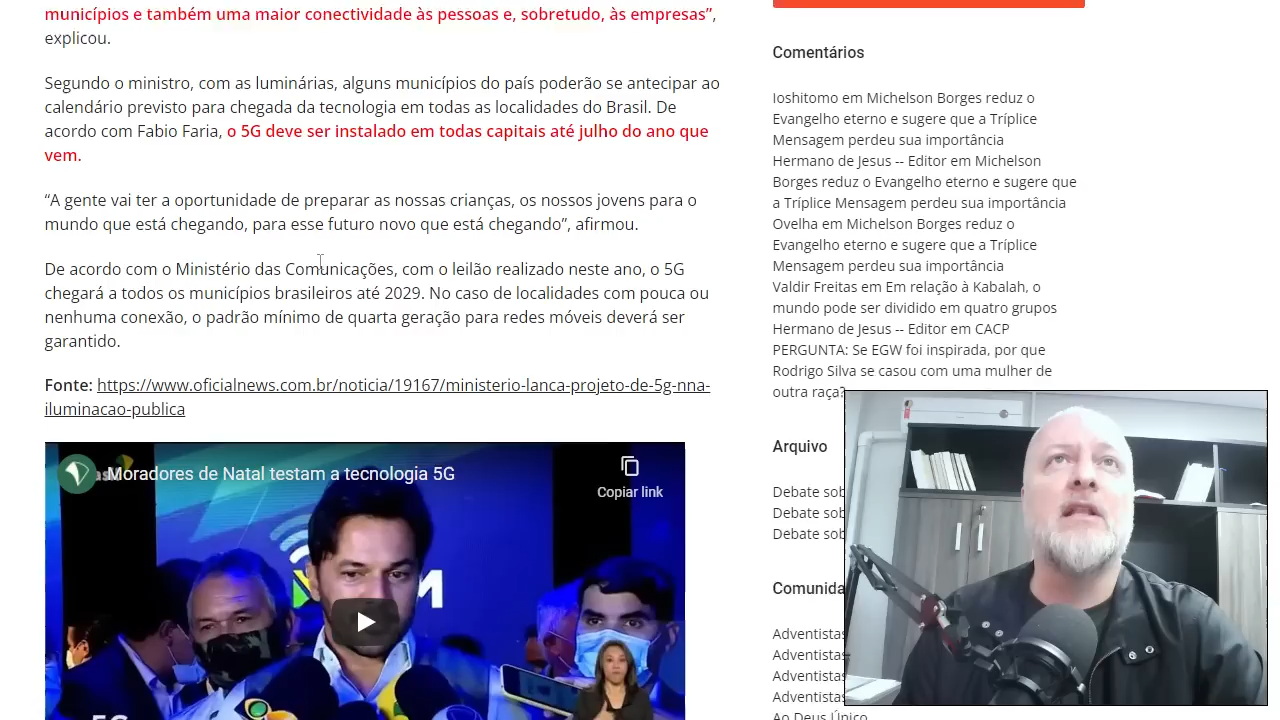 municípios e também uma maior conectividade às pessoas e, sobretudo, às empresas”,
explicou.
Segundo o ministro, com as luminárias, alguns municípios do país poderão se antecipar ao
calendário previsto para chegada da tecnologia em todas as localidades do Brasil. De
acordo com Fabio Faria, o 5G deve ser instalado em todas capitais até julho do ano que
vem.
“A gente vai ter a oportunidade de preparar as nossas crianças, os nossos jovens para o
mundo que está chegando, para esse futuro novo que está chegando”, afirmou.
De acordo com o Ministério das Comunicações, com o leilão realizado neste ano, o 5G
chegará a todos os municípios brasileiros até 2029. No caso de localidades com pouca ou
nenhuma conexão, o padrão mínimo de quarta geração para redes móveis deverá ser
garantido.
Fonte: https://www.oficialnews.com.br/noticia/19167/ministerio-lanca-projeto-de-5g-nna-
iluminacao-publica
Moradores de Natal testam a tecnologia 5G
Copiar link
5G
Comentários
Ioshitomo em Michelson Borges reduz o
Evangelho eterno e sugere que a Tríplice
Mensagem perdeu sua importância
Hermano de Jesus -- Editor em Michelson
Borges reduz o Evangelho eterno e sugere que
a Tríplice Mensagem perdeu sua importância
Ovelha em Michelson Borges reduz o
Evangelho eterno e sugere que a Tríplice
Mensagem perdeu sua importância
Valdir Freitas em Em relação à Kabalah, o
mundo pode ser dividido em quatro grupos
Hermano de Jesus -- Editor em CACP
PERGUNTA: Se EGW foi inspirada, por que
Rodrigo Silva se casou com uma mulher de
outra raça?
Arquivo
Debate sob
Debate sob
Debate sob
Comunida
Adventistas
Adventistas
Adventistas
Adventistas
Ao Deus Único